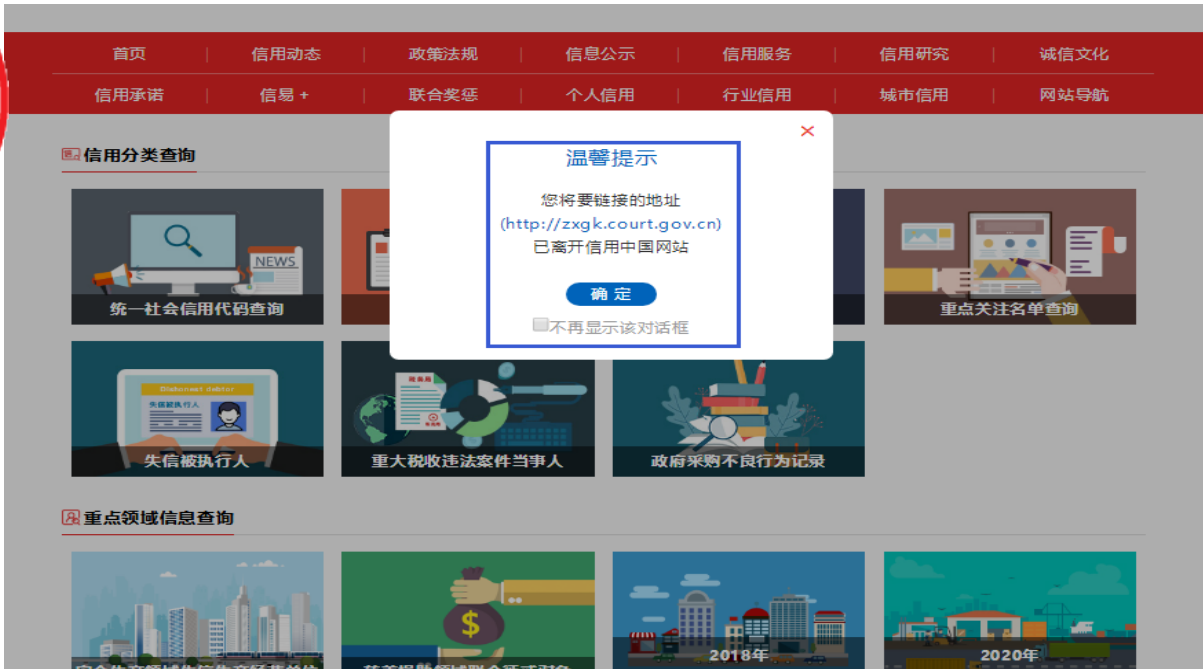 首页 信用动态 政策法规 信息公示 信用服务 信用研究 诚信文化
信用承诺 信易 + 联合奖惩 个人信用 行业信用 城市信用 网站导航
×
温馨提示
您将要链接的地址
(http://zxgk.court.gov.cn)
已离开信用中国网站
确 定
不再显示该对话框
信用分类查询
NEWS
统一社会信用代码查询
重点关注名单查询
Dishonest debtor
失信被执行人
失信被执行人
重大税收违法案件当事人
政府采购不良行为记录
重点领域信息查询
$
2018年
2020年